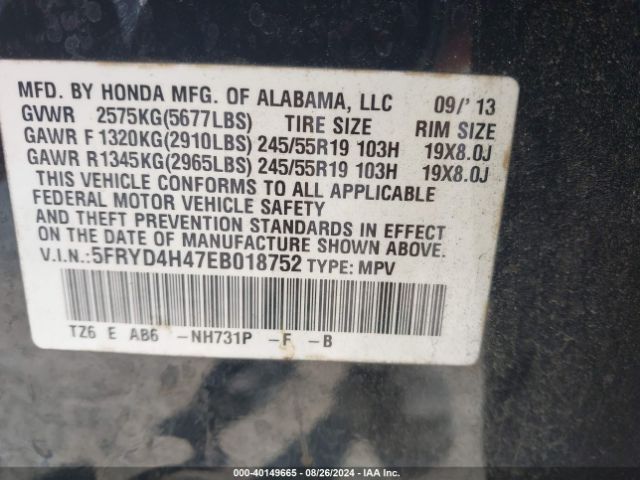 MFD. BY HONDA MFG. OF ALABAMA, LLC 09/' 13
GVWR 2575KG(5677LBS) TIRE SIZE RIM SIZE
GAWR F 1320KG(2910LBS) 245/55R19 103H 19X8.0J
GAWR R1345KG(2965LBS) 245/55R19 103H 19X8.0J
THIS VEHICLE CONFORMS TO ALL APPLICABLE
FEDERAL MOTOR VEHICLE SAFETY
AND THEFT PREVENTION STANDARDS IN EFFECT
ON THE DATE OF MANUFACTURE SHOWN ABOVE.
V.I.N.:5FRYD4H47EB018752 TYPE: MPV
TZ6 E AB6 -NH731P -F -B
000-40149665 - 08/26/2024 - IAA Inc.